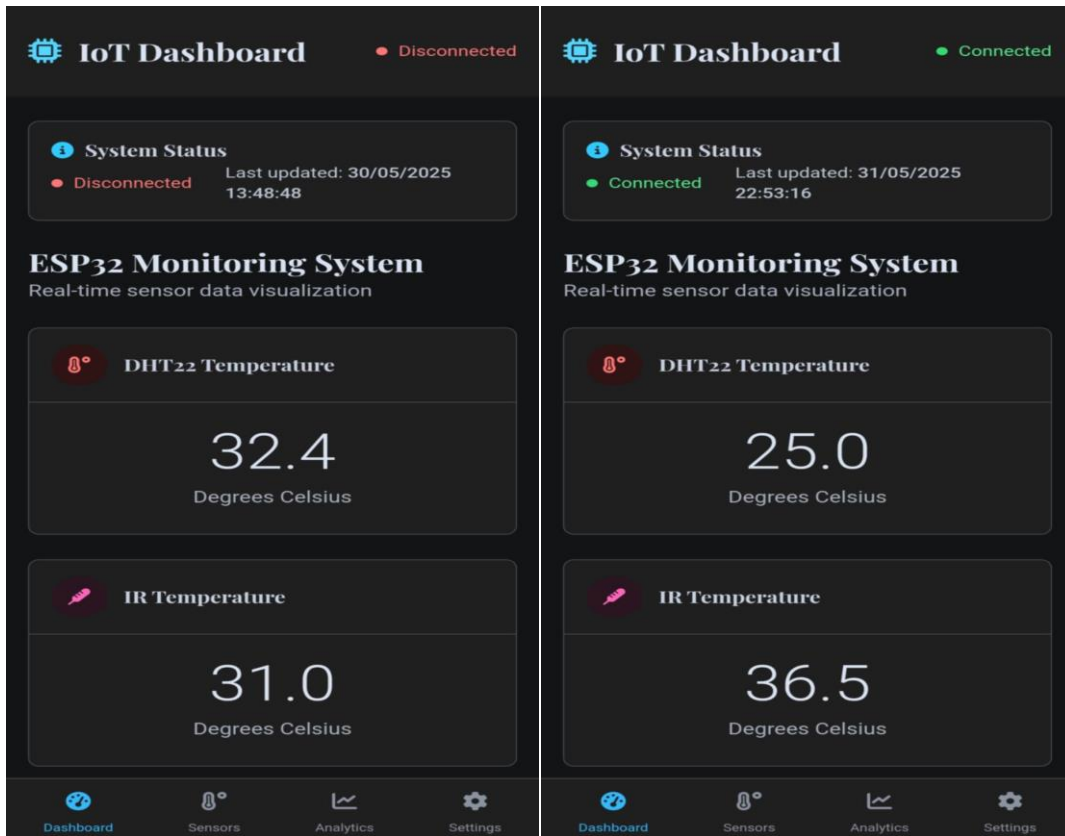 IoT Dashboard
Disconnected
System Status
Disconnected
Last updated: 30/05/2025
13:48:48
ESP32 Monitoring System
Real-time sensor data visualization
DHT22 Temperature
32.4
Degrees Celsius
IR Temperature
31.0
Degrees Celsius
Dashboard
Sensors
Analytics
Settings
IoT Dashboard
Connected
System Status
Connected
Last updated: 31/05/2025
22:53:16
ESP32 Monitoring System
Real-time sensor data visualization
DHT22 Temperature
25.0
Degrees Celsius
IR Temperature
36.5
Degrees Celsius
Dashboard
Sensors
Analytics
Settings